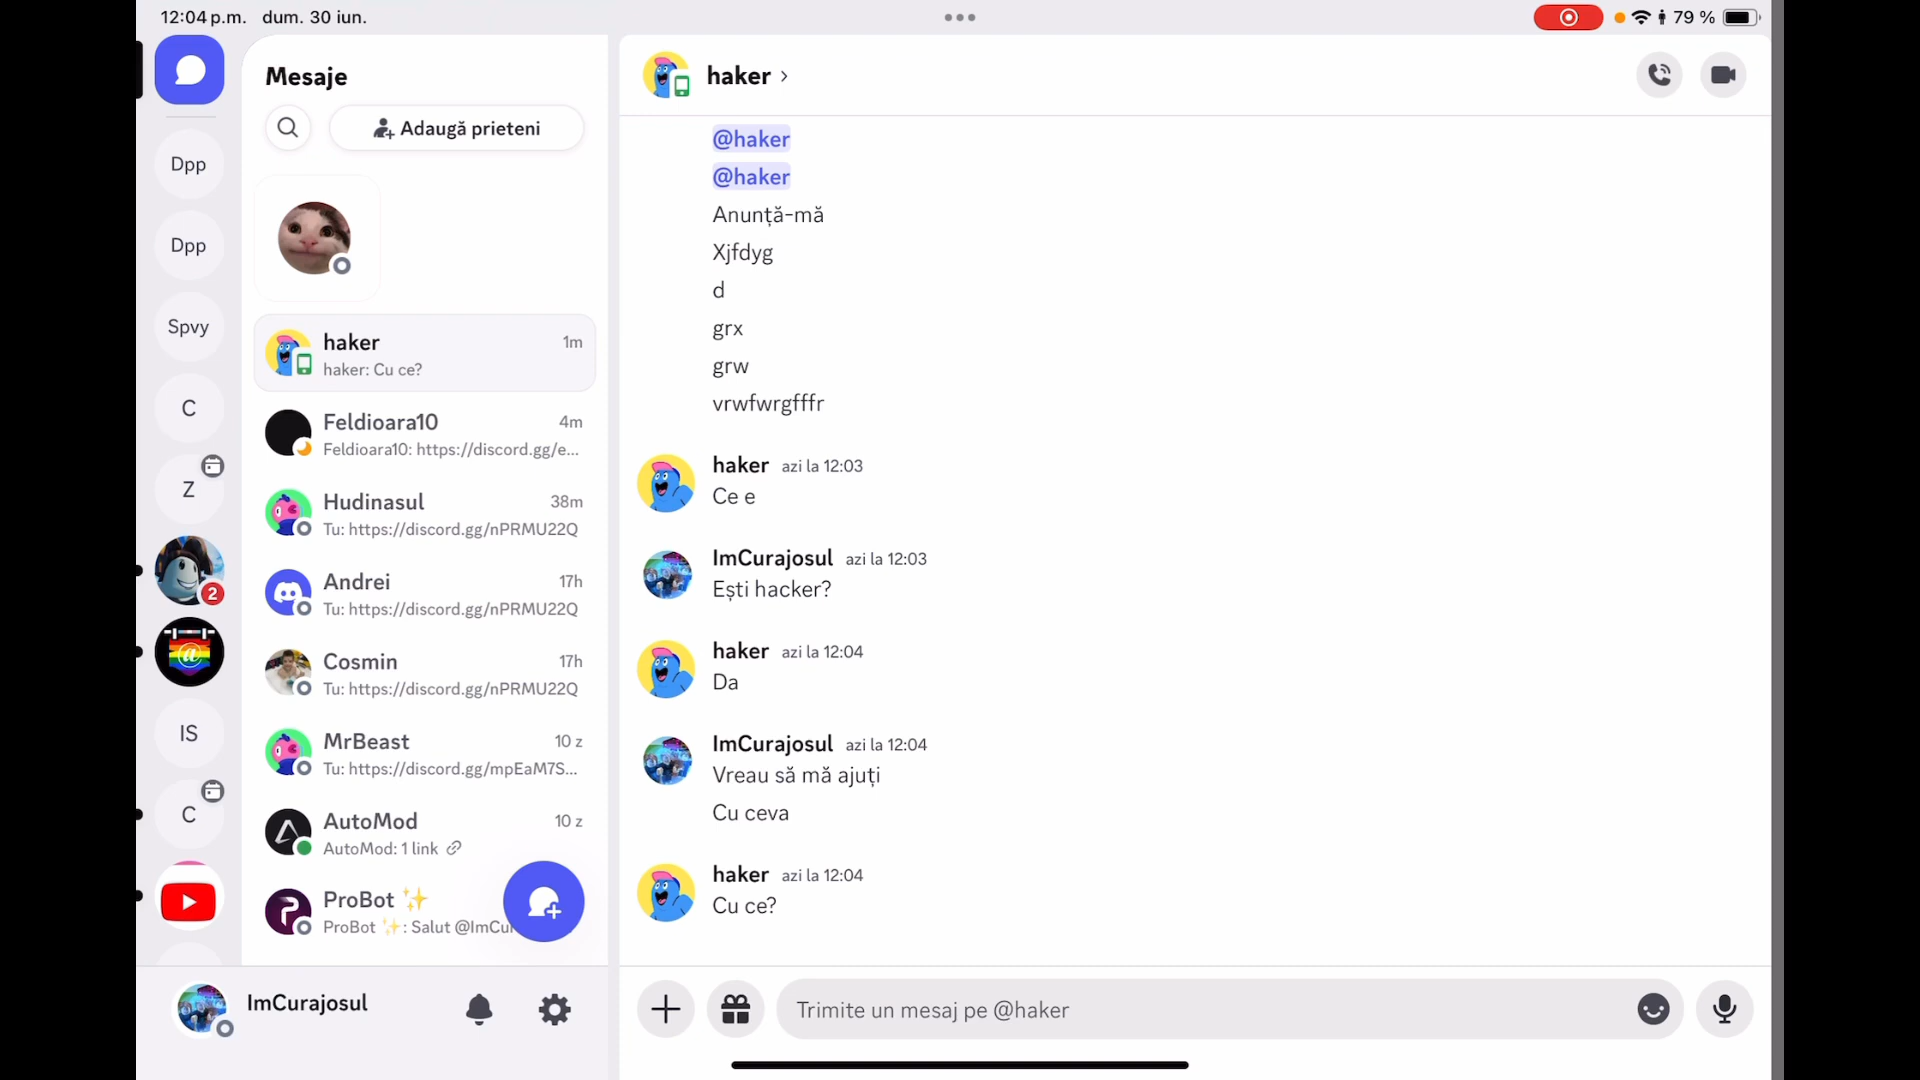 12:04 p.m. dum. 30 iun.
79 %
Mesaje
Adaugă prieteni
Dpp
Dpp
Spvy
C
Z
2
@
IS
C
haker 1m
haker: Cu ce?
Feldioara10 4m
Feldioara10: https://discord.gg/e...
Hudinasul 38m
Tu: https://discord.gg/nPRMU22Q
Andrei 17h
Tu: https://discord.gg/nPRMU22Q
Cosmin 17h
Tu: https://discord.gg/nPRMU22Q
MrBeast 10 z
Tu: https://discord.gg/mpEaM7S...
AutoMod 10 z
AutoMod: 1 link
ProBot ✨
ProBot ✨: Salut @ImCur
ImCurajosul
haker
@haker
@haker
Anunță-mă
Xjfdyg
d
grx
grw
vrwfwrgfffr
haker azi la 12:03
Ce e
ImCurajosul azi la 12:03
Ești hacker?
haker azi la 12:04
Da
ImCurajosul azi la 12:04
Vreau să mă ajuți
Cu ceva
haker azi la 12:04
Cu ce?
Trimite un mesaj pe @haker